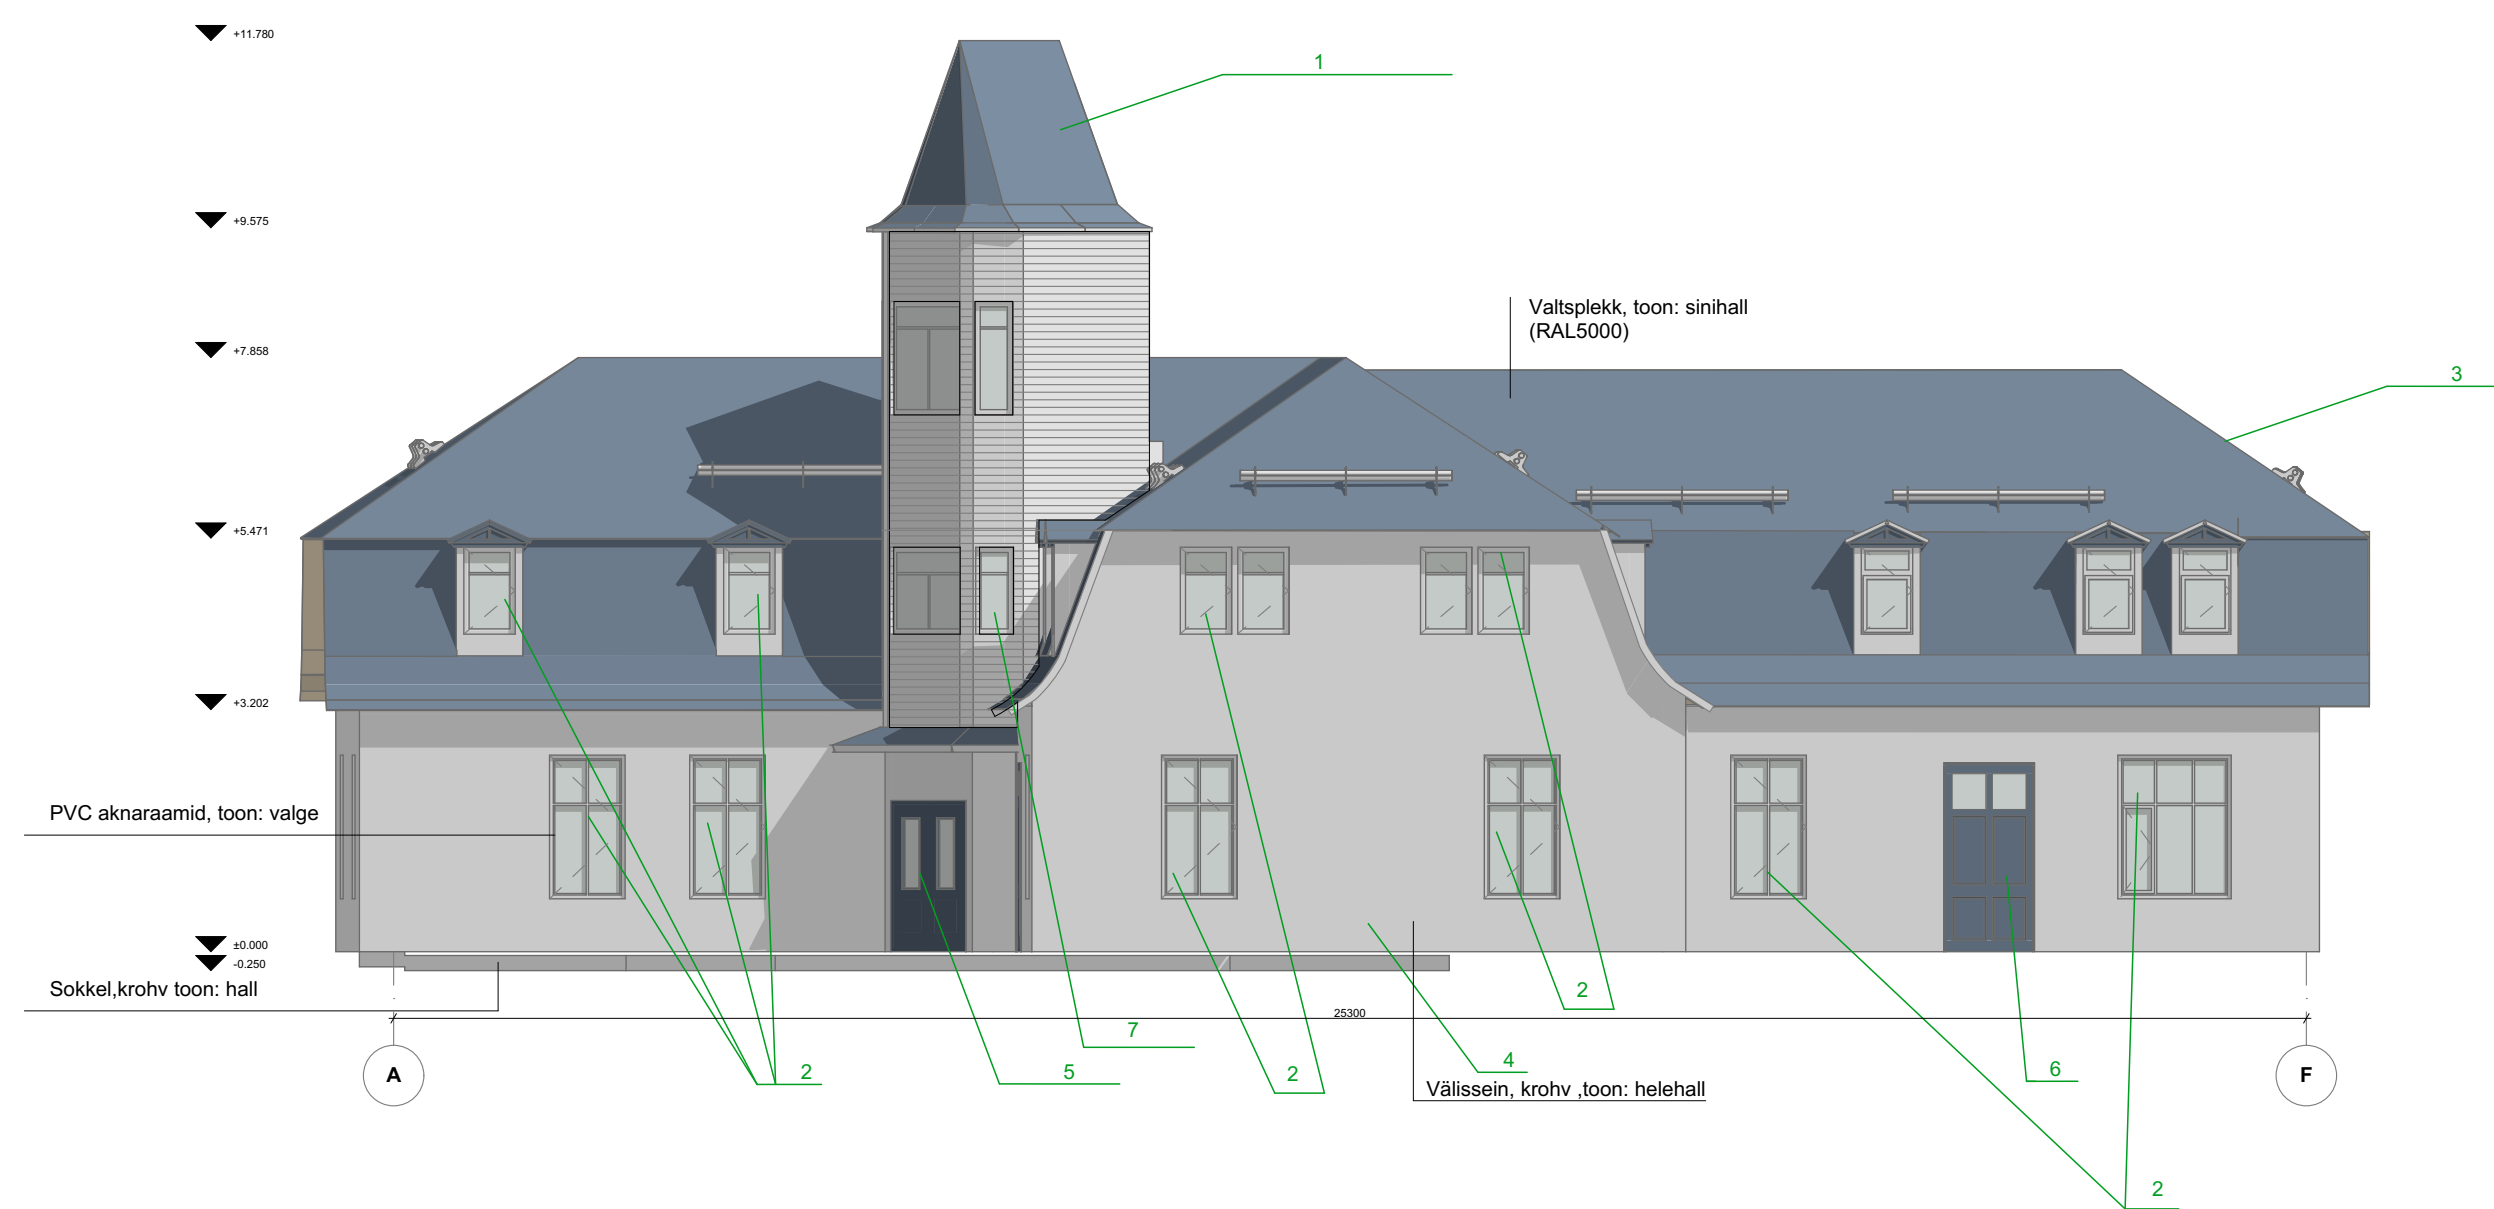 +11.780
1
+9.575
Valtsplekk, toon: sinihall
(RAL5000)
+7.858
3
+5.471
+3.202
PVC aknaraamid, toon: valge
±0.000
-0.250
Sokkel,krohv toon: hall
2
25300
7
4
A
2
5
2
6
F
Välissein, krohv ,toon: helehall
2